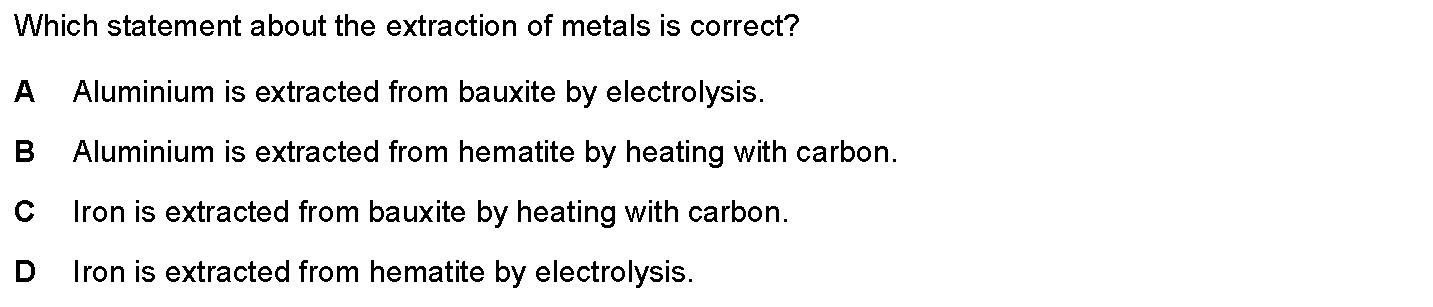 Which statement about the extraction of metals is correct?
A Aluminium is extracted from bauxite by electrolysis.
B Aluminium is extracted from hematite by heating with carbon.
C Iron is extracted from bauxite by heating with carbon.
D Iron is extracted from hematite by electrolysis.